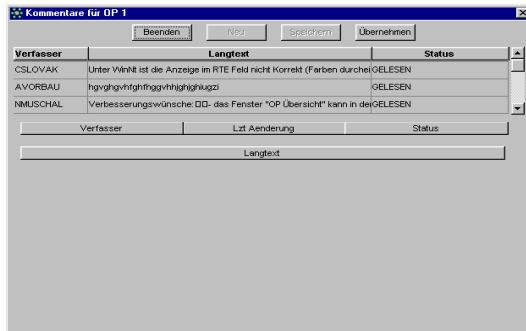 Kommentare für OP 1
Beenden Neu Speichern Übernehmen
Verfasser Langtext Status
CSLOVAK Unter WinNt ist die Anzeige im RTE Feld nicht Korrekt (Farben durchei GELESEN
AVORBAU hgvghgvhfghfhggvhhjghjghiugzi GELESEN
NMUSCHAL Verbesserungswünsche: □□- das Fenster "OP Übersicht" kann in der GELESEN
Verfasser Lzt Aenderung Status
Langtext